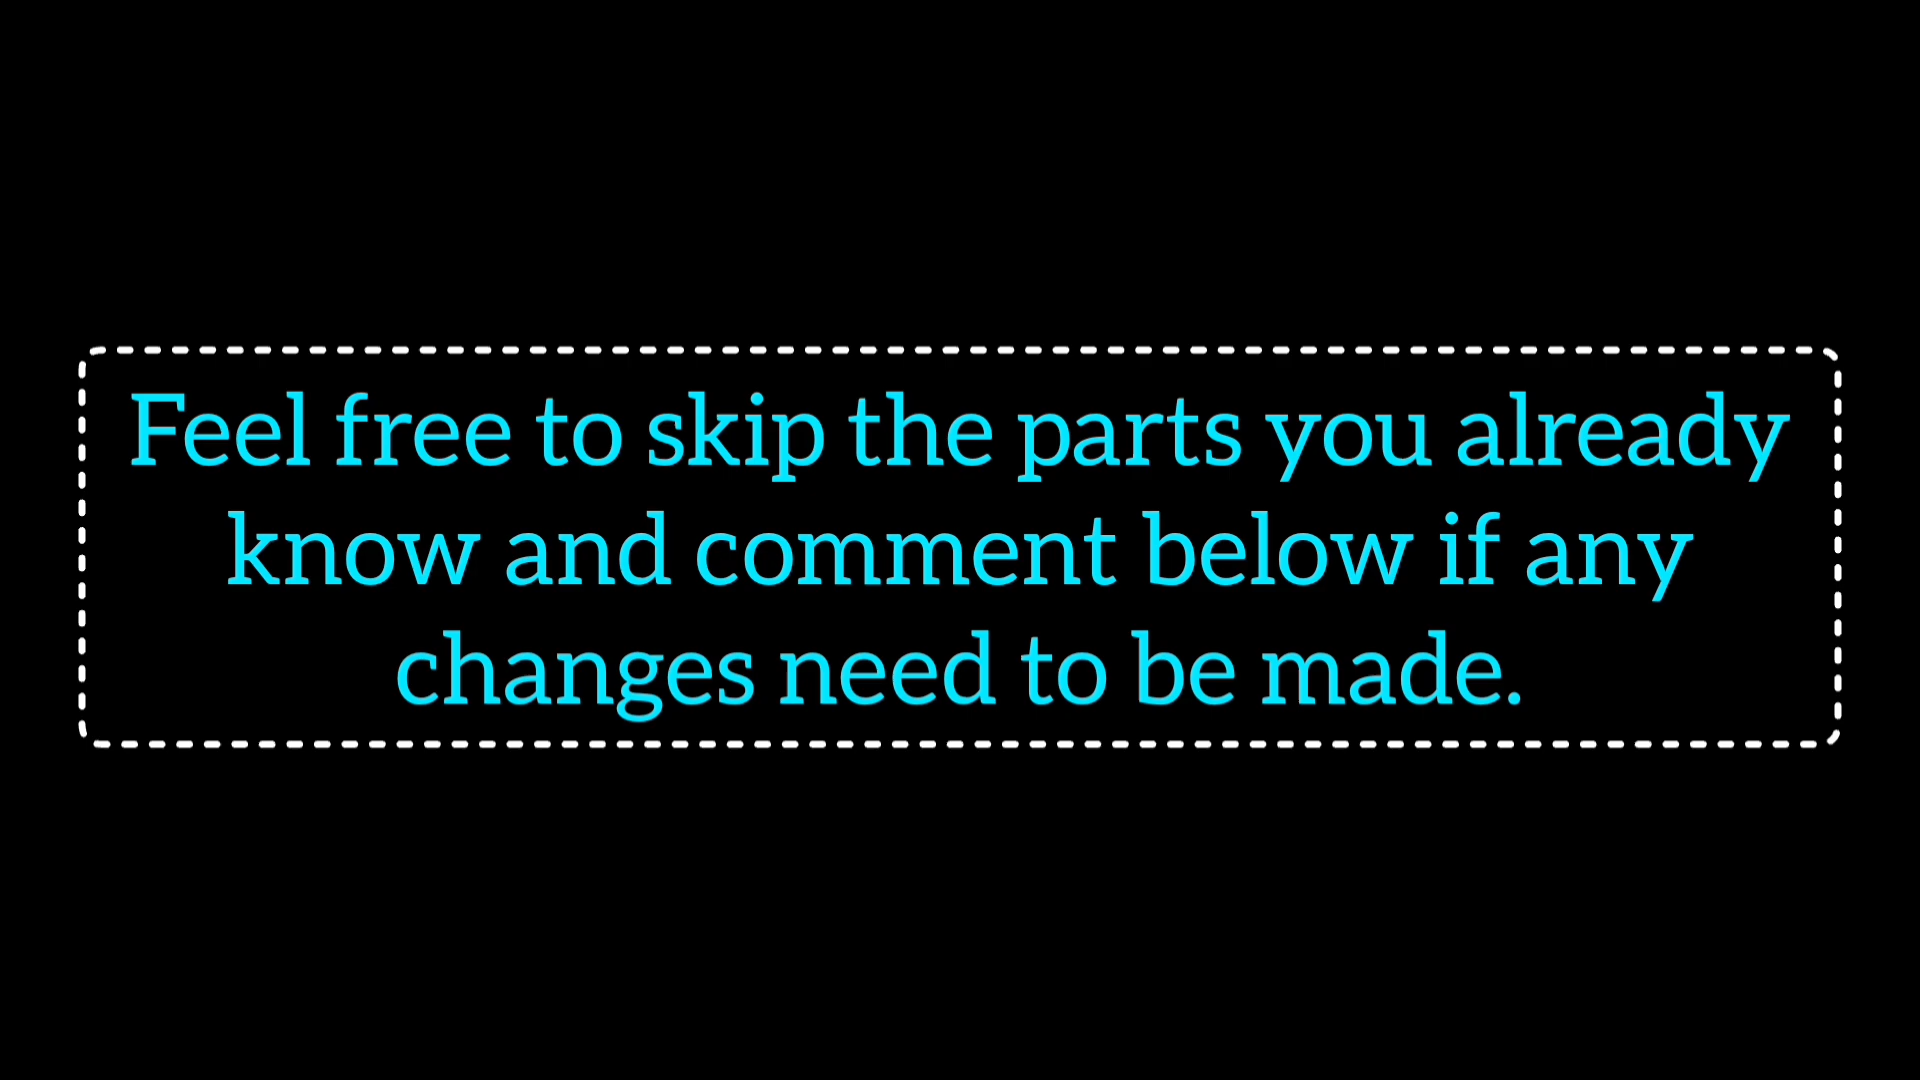 Feel free to skip the parts you already
know and comment below if any
changes need to be made.